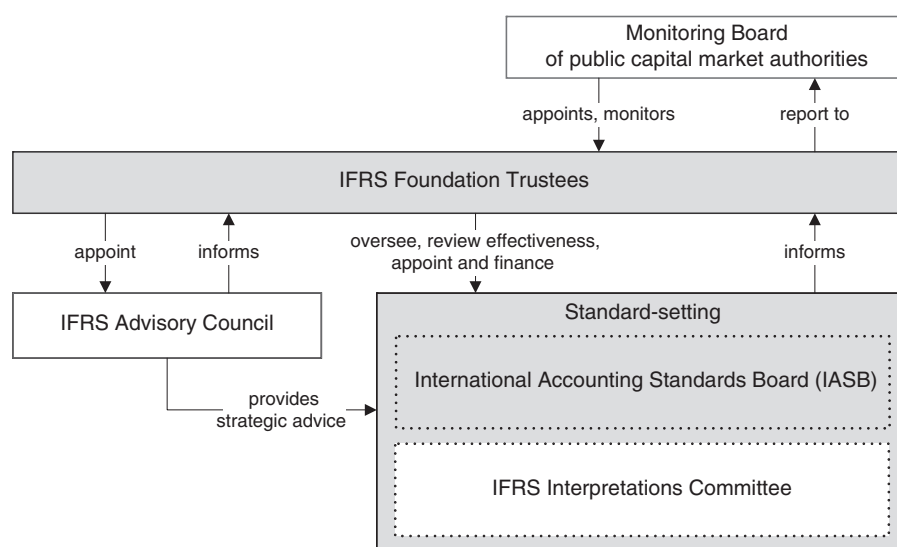 Monitoring Board
of public capital market authorities
appoints, monitors
report to
IFRS Foundation Trustees
appoint
informs
oversee, review effectiveness,
appoint and finance
informs
IFRS Advisory Council
Standard-setting
International Accounting Standards Board (IASB)
provides
strategic advice
IFRS Interpretations Committee